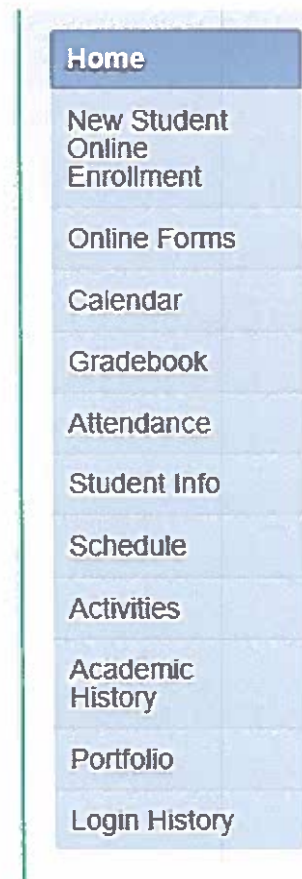 Home
New Student
Online
Enrollment
Online Forms
Calendar
Gradebook
Attendance
Student Info
Schedule
Activities
Academic
History
Portfolio
Login History